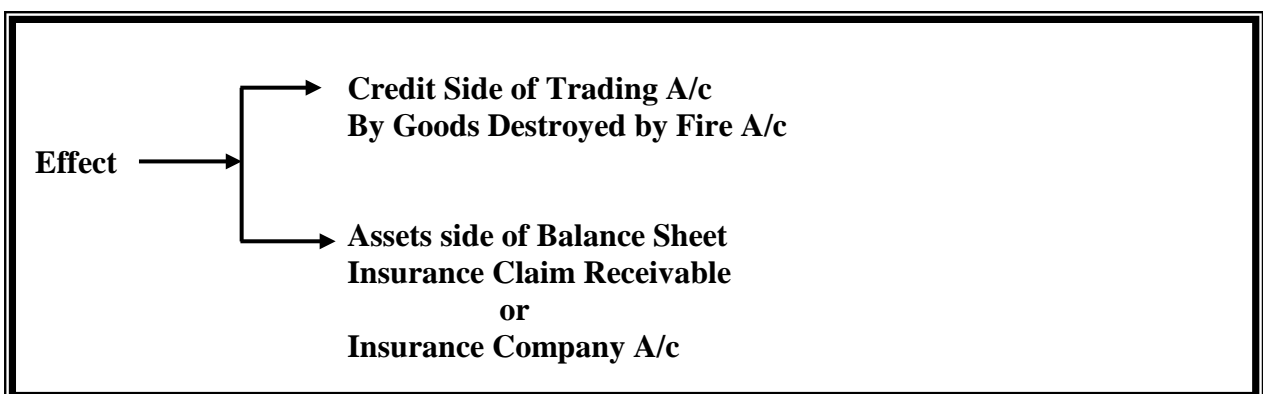 Credit Side of Trading A/c
By Goods Destroyed by Fire A/c
Effect
Assets side of Balance Sheet
Insurance Claim Receivable
or
Insurance Company A/c